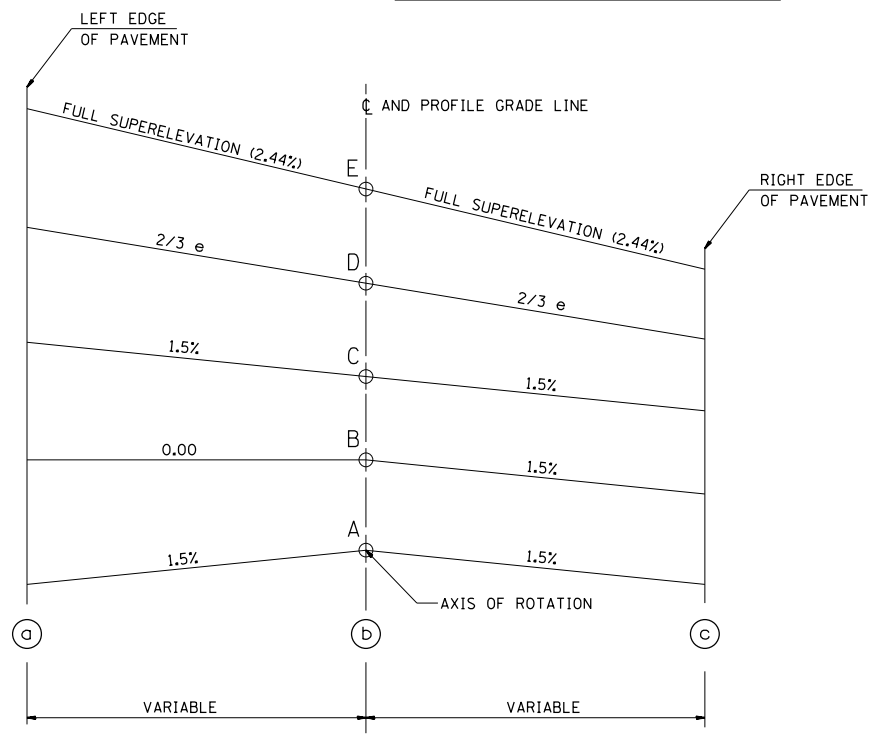 LEFT EDGE
OF PAVEMENT
℄ AND PROFILE GRADE LINE
FULL SUPERELEVATION (2.44%)
E
FULL SUPERELEVATION (2.44%)
RIGHT EDGE
OF PAVEMENT
2/3 e
D
2/3 e
1.5%
C
1.5%
0.00
B
1.5%
A
1.5%
1.5%
AXIS OF ROTATION
a
b
c
VARIABLE
VARIABLE